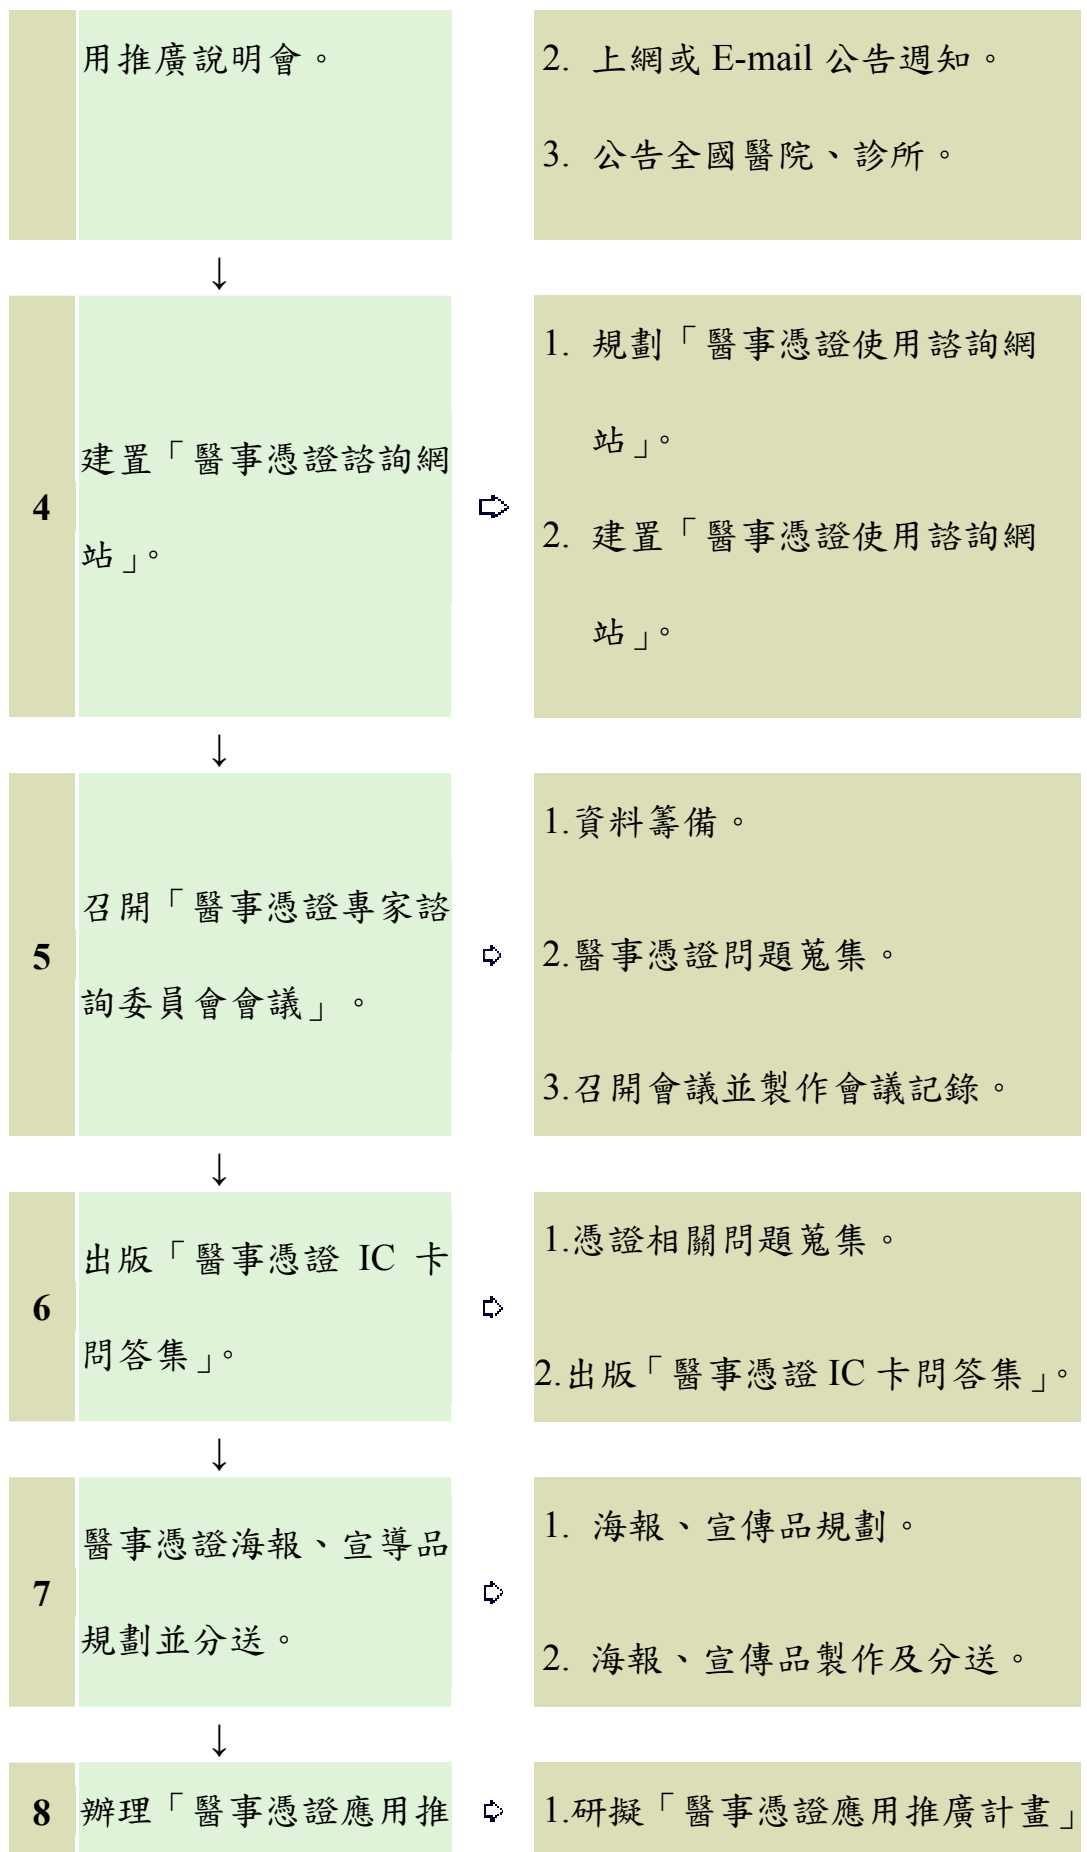 用推廣說明會。
2. 上網或 E-mail 公告週知。
3. 公告全國醫院、診所。
↓
4
建置「醫事憑證諮詢網
站」。
1. 規劃「醫事憑證使用諮詢網
站」。
2. 建置「醫事憑證使用諮詢網
站」。
↓
5
召開「醫事憑證專家諮
詢委員會會議」。
1.資料籌備。
2.醫事憑證問題蒐集。
3.召開會議並製作會議記錄。
↓
6
出版「醫事憑證 IC 卡
問答集」。
1.憑證相關問題蒐集。
2.出版「醫事憑證 IC 卡問答集」。
↓
7
醫事憑證海報、宣導品
規劃並分送。
1. 海報、宣傳品規劃。
2. 海報、宣傳品製作及分送。
↓
8
辦理「醫事憑證應用推
1.研擬「醫事憑證應用推廣計畫」